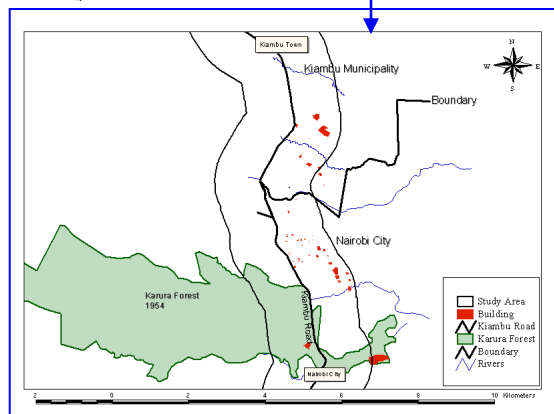 Kiambu Town
Kiambu Municipality
N
W
E
S
Boundary
Nairobi City
Karura Forest
1954
Kiambu Road
Nairobi City
Study Area
Building
Kiambu Road
Karura Forest
Boundary
Rivers
2 0 2 4 6 8 10 Kilometers